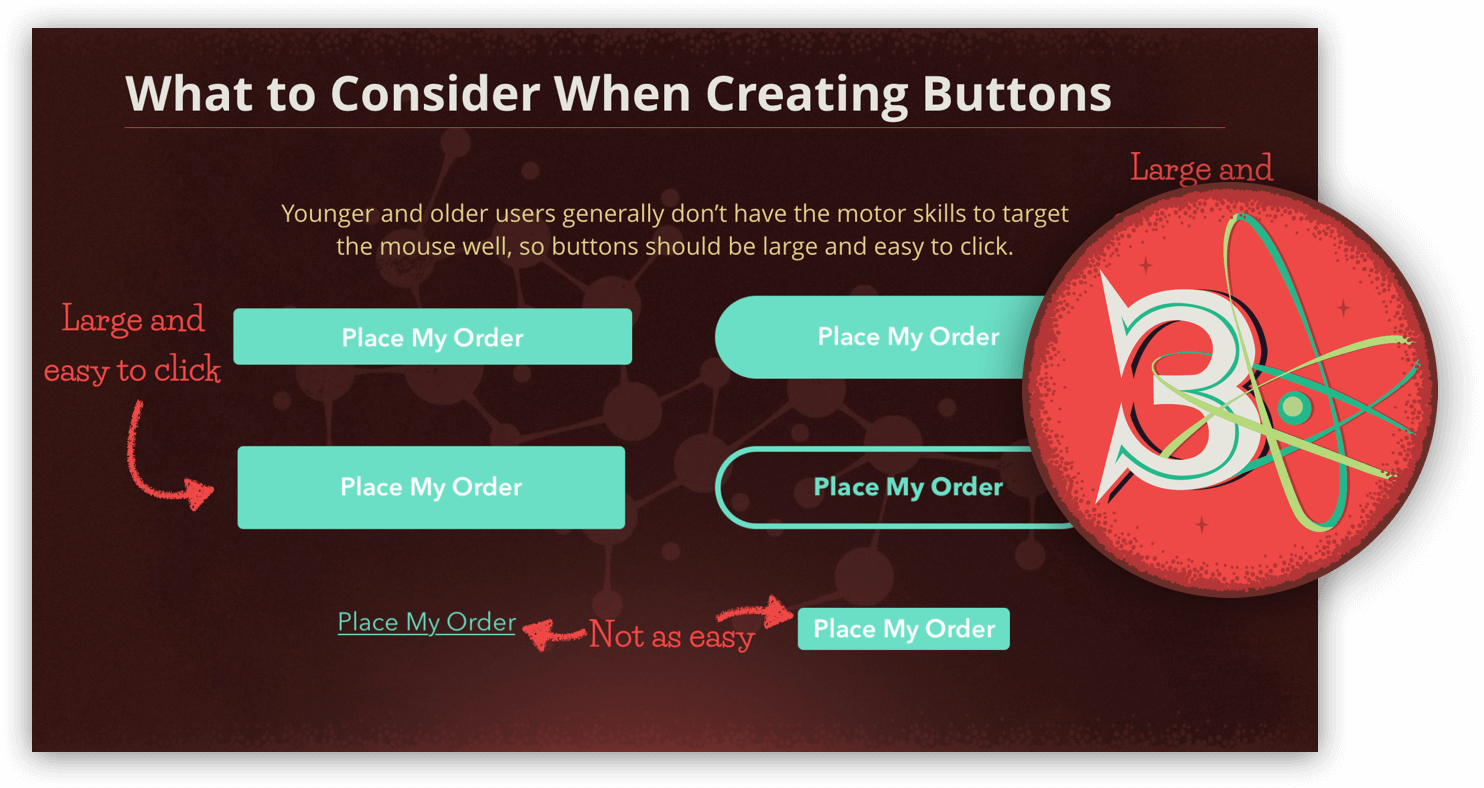 What to Consider When Creating Buttons
Large and
Younger and older users generally don’t have the motor skills to target
the mouse well, so buttons should be large and easy to click.
Large and
easy to click
Place My Order
Place My Order
3
Place My Order
Place My Order
Place My Order
Not as easy
Place My Order